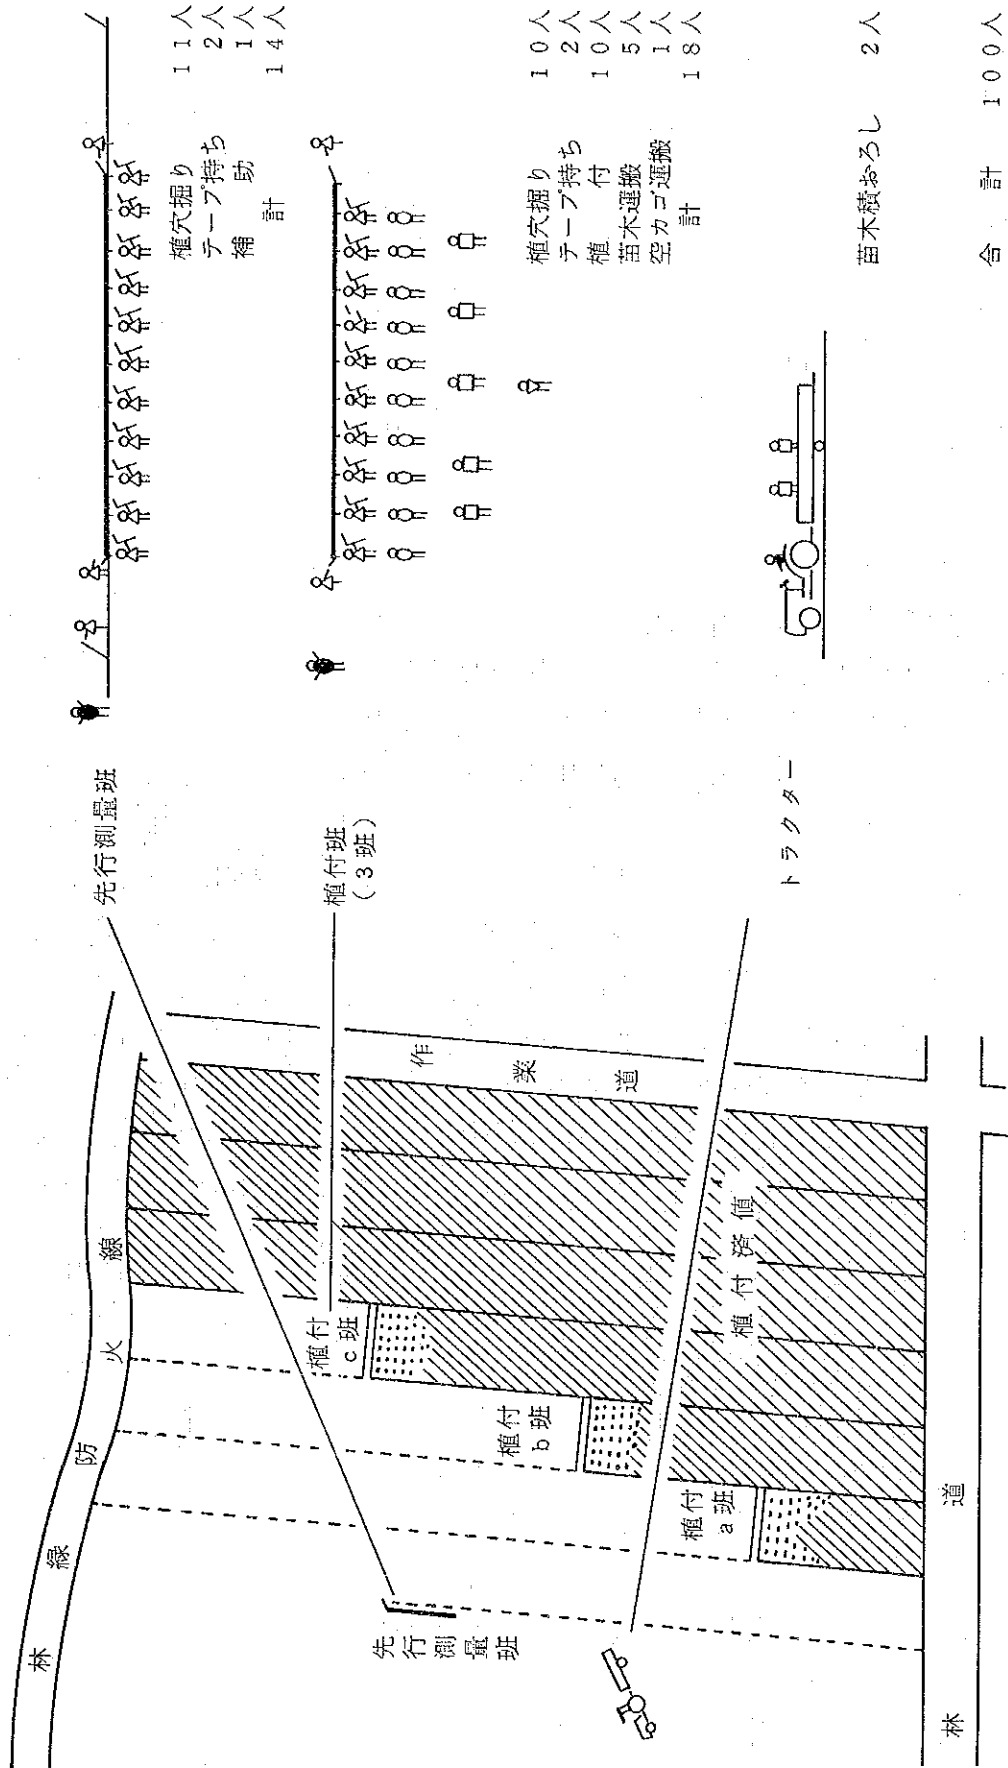 先行測量班
植穴掘り 11人
テープ持ち 2人
補助 1人
計 14人
植付班
(3班)
植穴掘り 10人
テープ持ち 2人
植付 10人
苗木運搬 5人
空カゴ運搬 1人
計 18人
トラクター
苗木積おろし 2人
合計 100人
林緑防火線
作業道
植付
c班
植付
b班
植付
a班
植付済値
先行測量班
林道